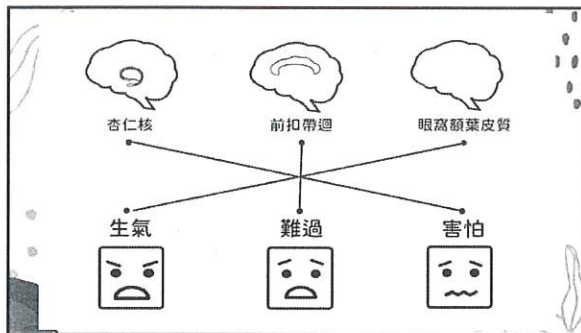 杏仁核
前扣帶迴
眼窩額葉皮質
生氣
難過
害怕